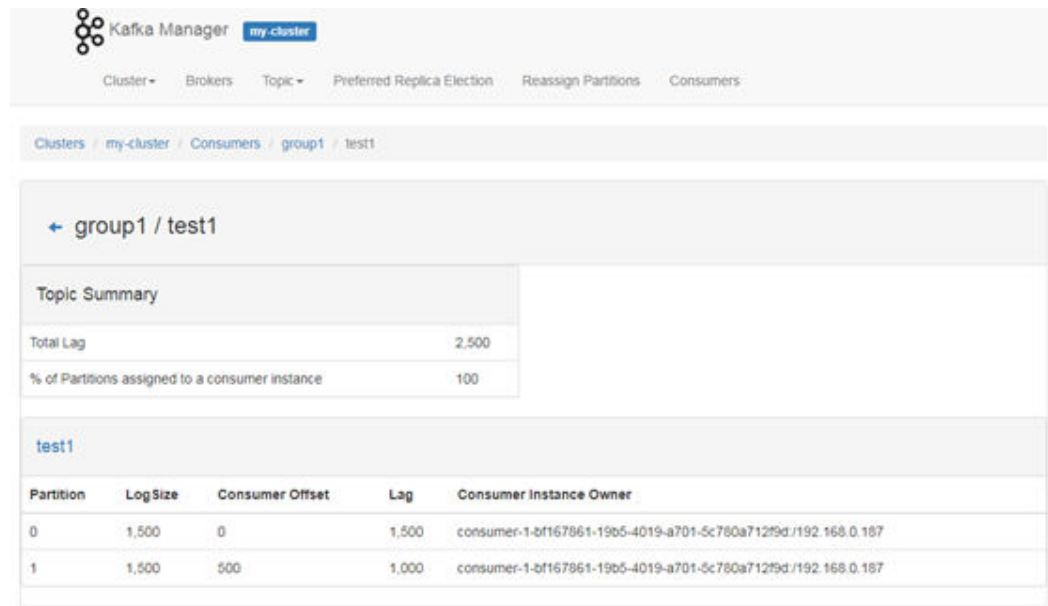 Kafka Manager my-cluster
Cluster Brokers Topic Preferred Replica Election Reassign Partitions Consumers
Clusters / my-cluster / Consumers / group1 / test1
group1 / test1
Topic Summary
Total Lag 2,500
% of Partitions assigned to a consumer instance 100
test1
Partition LogSize Consumer Offset Lag Consumer Instance Owner
0 1,500 0 1,500 consumer-1-bf167861-19b5-4019-a701-5c780a712f9d:/192.168.0.187
1 1,500 500 1,000 consumer-1-bf167861-19b5-4019-a701-5c780a712f9d:/192.168.0.187